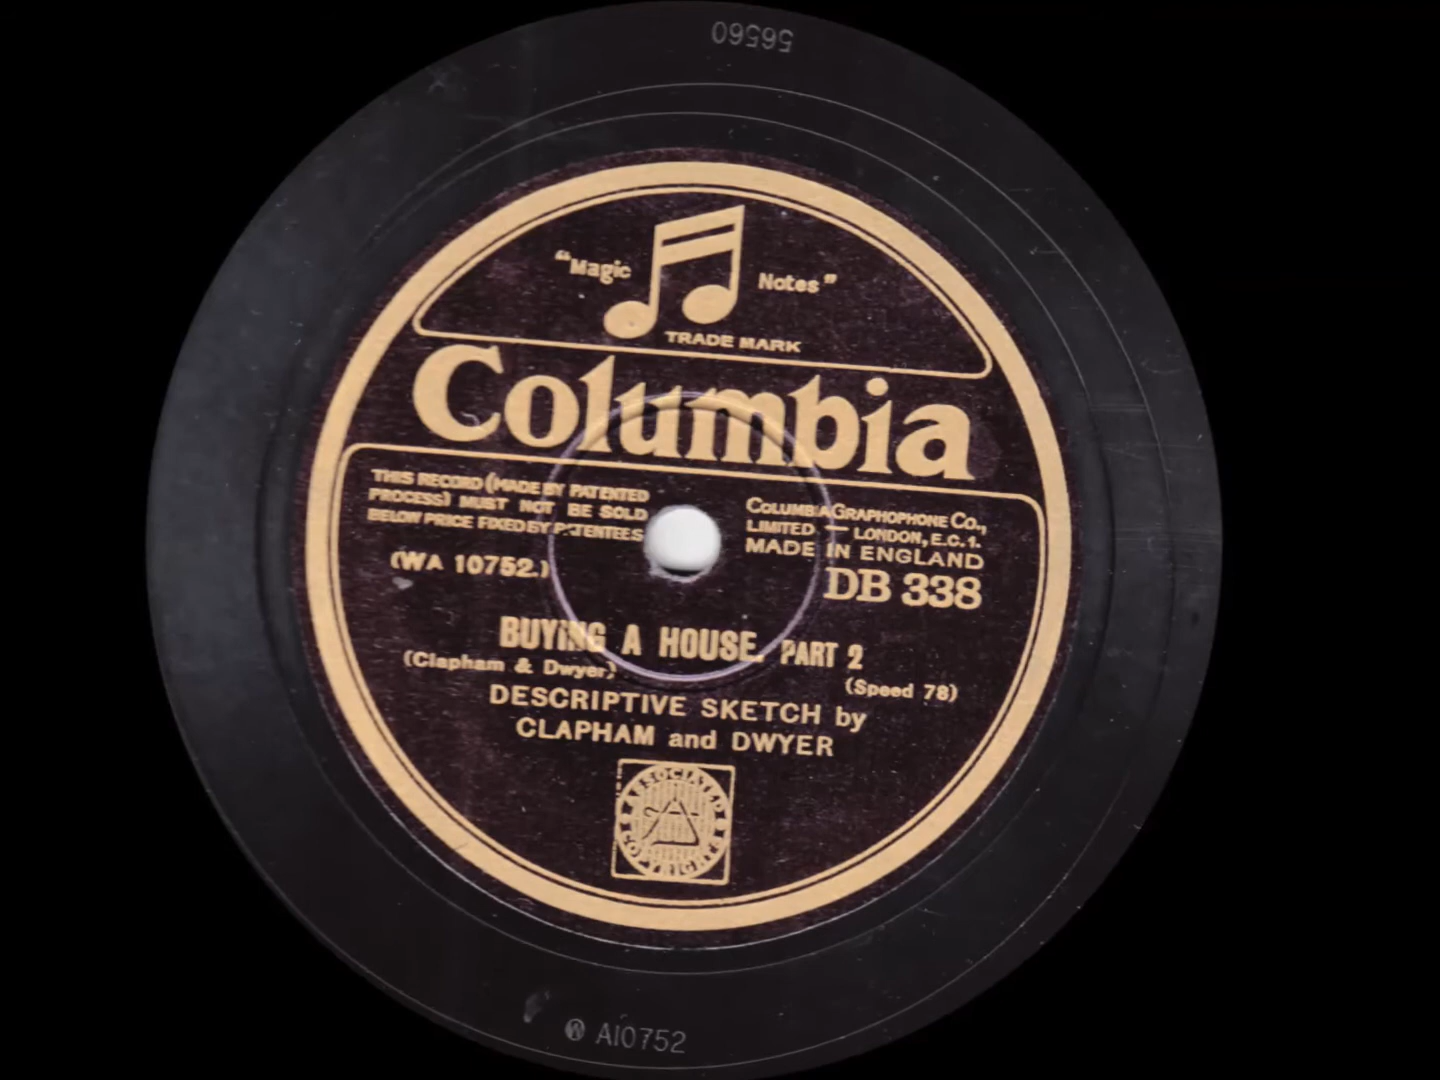 56560
"Magic Notes"
TRADE MARK
Columbia
THIS RECORD (MADE BY PATENTED
PROCESS) MUST NOT BE SOLD
BELOW PRICE FIXED BY PATENTEES
(WA 10752.)
COLUMBIA GRAPHOPHONE CO.,
LIMITED — LONDON, E.C.1.
MADE IN ENGLAND
DB 338
BUYING A HOUSE. PART 2
(Clapham & Dwyer)
(Speed 78)
DESCRIPTIVE SKETCH by
CLAPHAM and DWYER
ASSOCIATED
COPYRIGHTS
W A10752